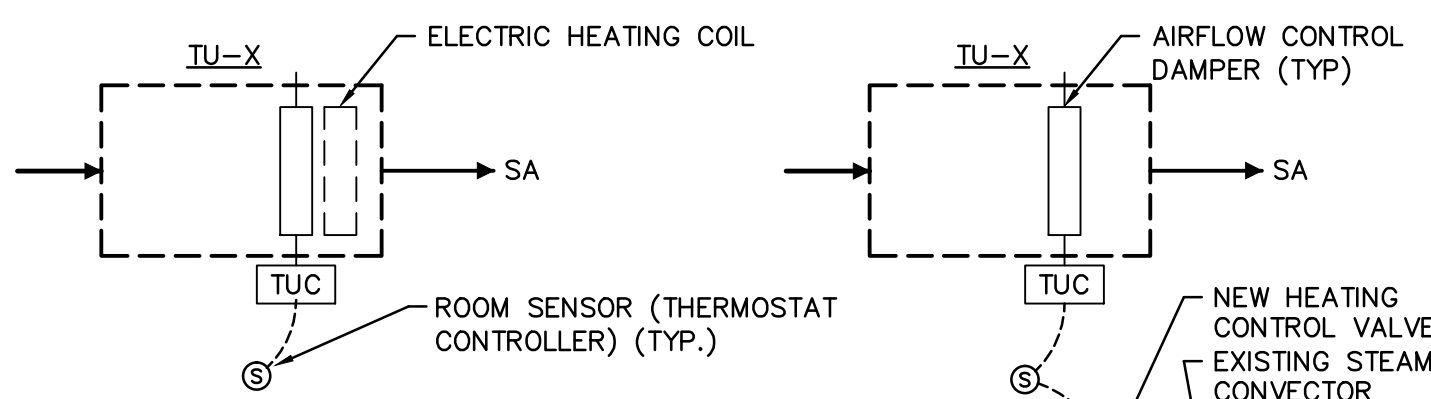 TU-X
ELECTRIC HEATING COIL
SA
TUC
ROOM SENSOR (THERMOSTAT
CONTROLLER) (TYP.)
S
TU-X
AIRFLOW CONTROL
DAMPER (TYP)
SA
TUC
NEW HEATING
CONTROL VALVE
EXISTING STEAM
CONVECTOR
S